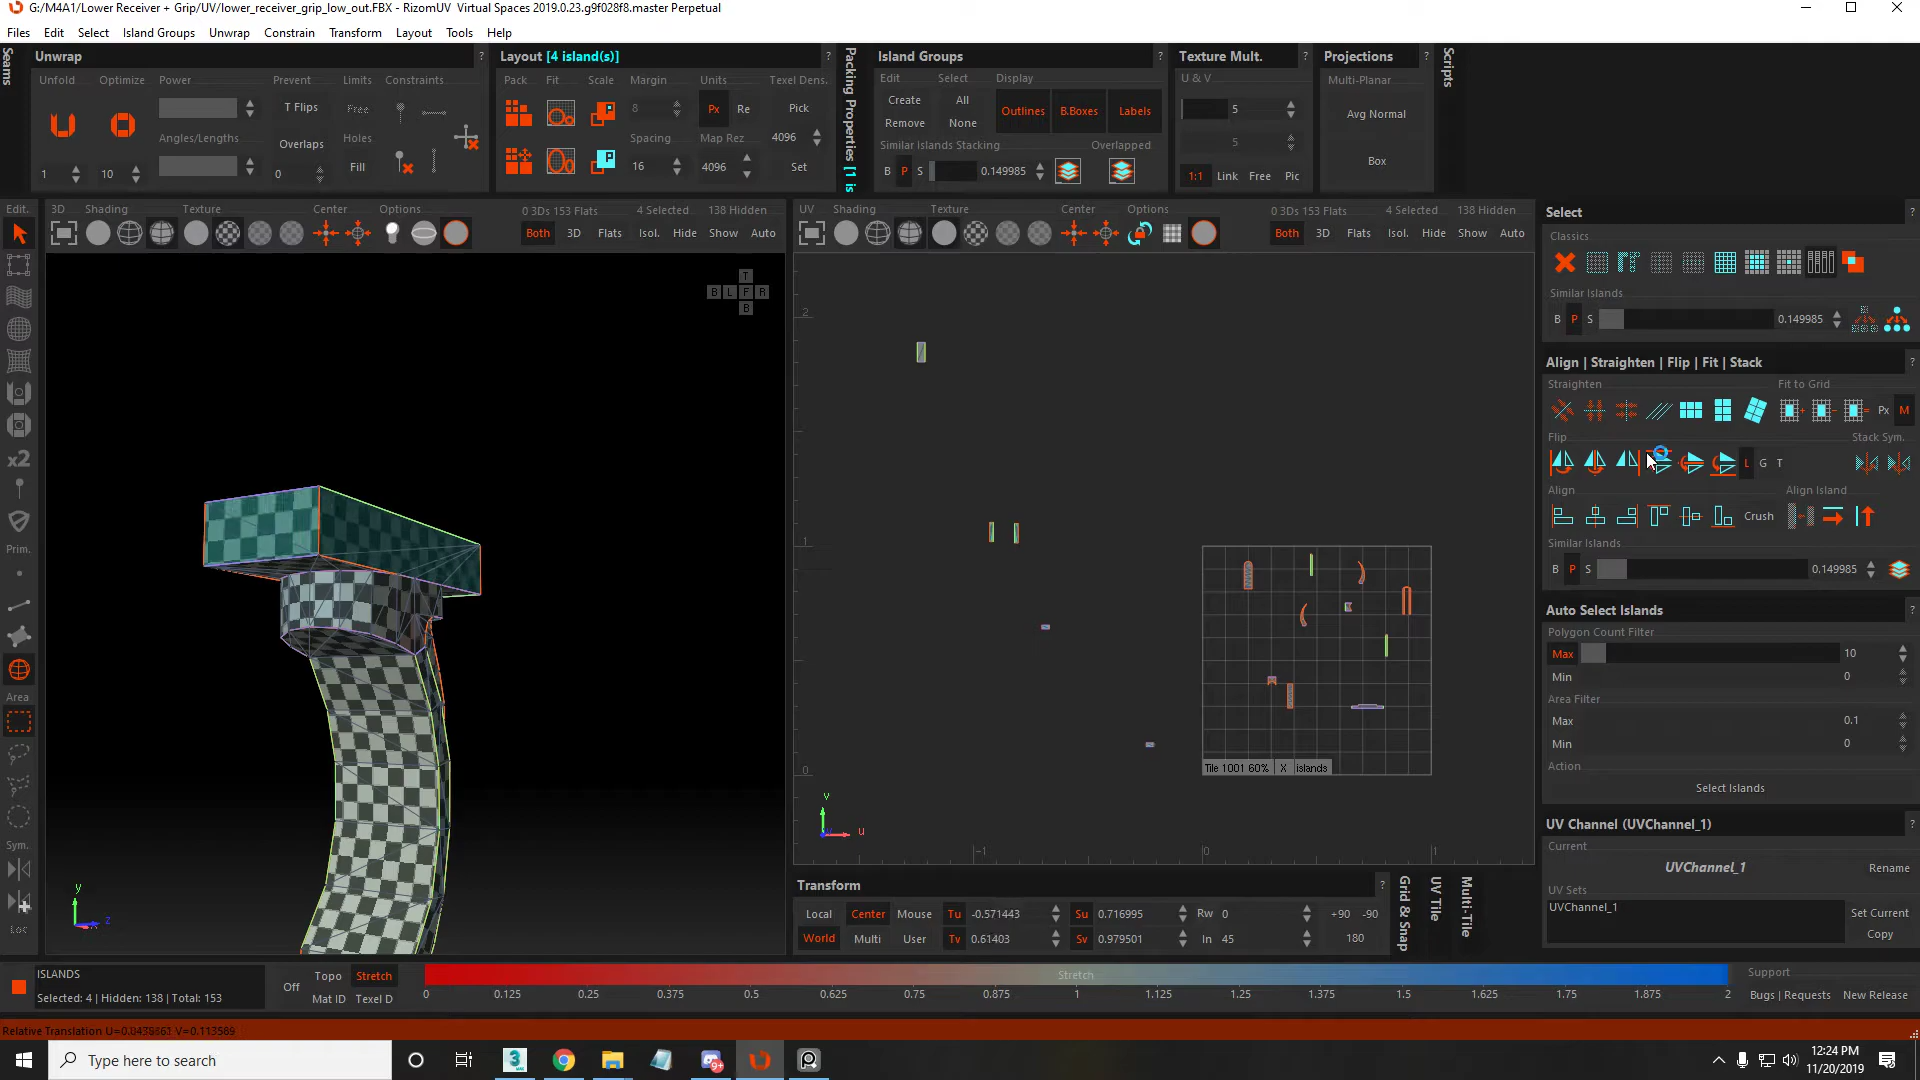 G:/M4A1/Lower Receiver + Grip/UV/lower_receiver_grip_low_out.FBX - RizomUV Virtual Spaces 2019.0.23.g9f028f8.master Perpetual
Files Edit Select Island Groups Unwrap Constrain Transform Layout Tools Help
Seams
Unwrap ?
Unfold Optimize Power Prevent Limits Constraints
T Flips Free
Angles/Lengths Holes
Overlaps Fill
1 10 0
Layout [4 island(s)] ?
Pack Fit Scale Margin Units Texel Dens.
8 Px Re Pick
Spacing Map Rez 4096
16 4096 Set
Packing Properties [1 is
Island Groups ?
Edit Select Display
Create All Outlines B.Boxes Labels
Remove None
Similar Islands Stacking Overlapped
B P S 0.149985
Texture Mult. ?
U & V
5
5
1:1 Link Free Pic
Projections ?
Multi-Planar
Avg Normal
Box
Scripts
Edit. 3D Shading Texture Center Options 0 3Ds 153 Flats 4 Selected 138 Hidden
Both 3D Flats Isol. Hide Show Auto
UV Shading Texture Center Options 0 3Ds 153 Flats 4 Selected 138 Hidden
Both 3D Flats Isol. Hide Show Auto
T
B L F R
B
x2
Prim.
Area
Sym.
Loc
y
z
2
1
0
-1 0 1
v
u
Tile 1001 60% X islands
Select ?
Classics
Similar Islands
B P S 0.149985
Align | Straighten | Flip | Fit | Stack ?
Straighten Fit to Grid
Px M
Flip Stack Sym.
L G T
Align Align Island
Crush
Similar Islands
B P S 0.149985
Auto Select Islands ?
Polygon Count Filter
Max 10
Min 0
Area Filter
Max 0.1
Min 0
Action
Select Islands
UV Channel (UVChannel_1) ?
Current
UVChannel_1 Rename
UV Sets
UVChannel_1 Set Current
Copy
Transform ?
Local Center Mouse Tu -0.571443 Su 0.716995 Rw 0 +90 -90
World Multi User Tv 0.61403 Sv 0.979501 In 45 180
Grid & Snap
UV Tile
Multi-Tile
ISLANDS
Selected: 4 | Hidden: 138 | Total: 153
Off Topo Stretch
Mat ID Texel D
Stretch
0 0.125 0.25 0.375 0.5 0.625 0.75 0.875 1 1.125 1.25 1.375 1.5 1.625 1.75 1.875 2
Support
Bugs | Requests New Release
Relative Translation U=0.0439861 V=0.113589
Type here to search
3
9+
12:24 PM
11/20/2019